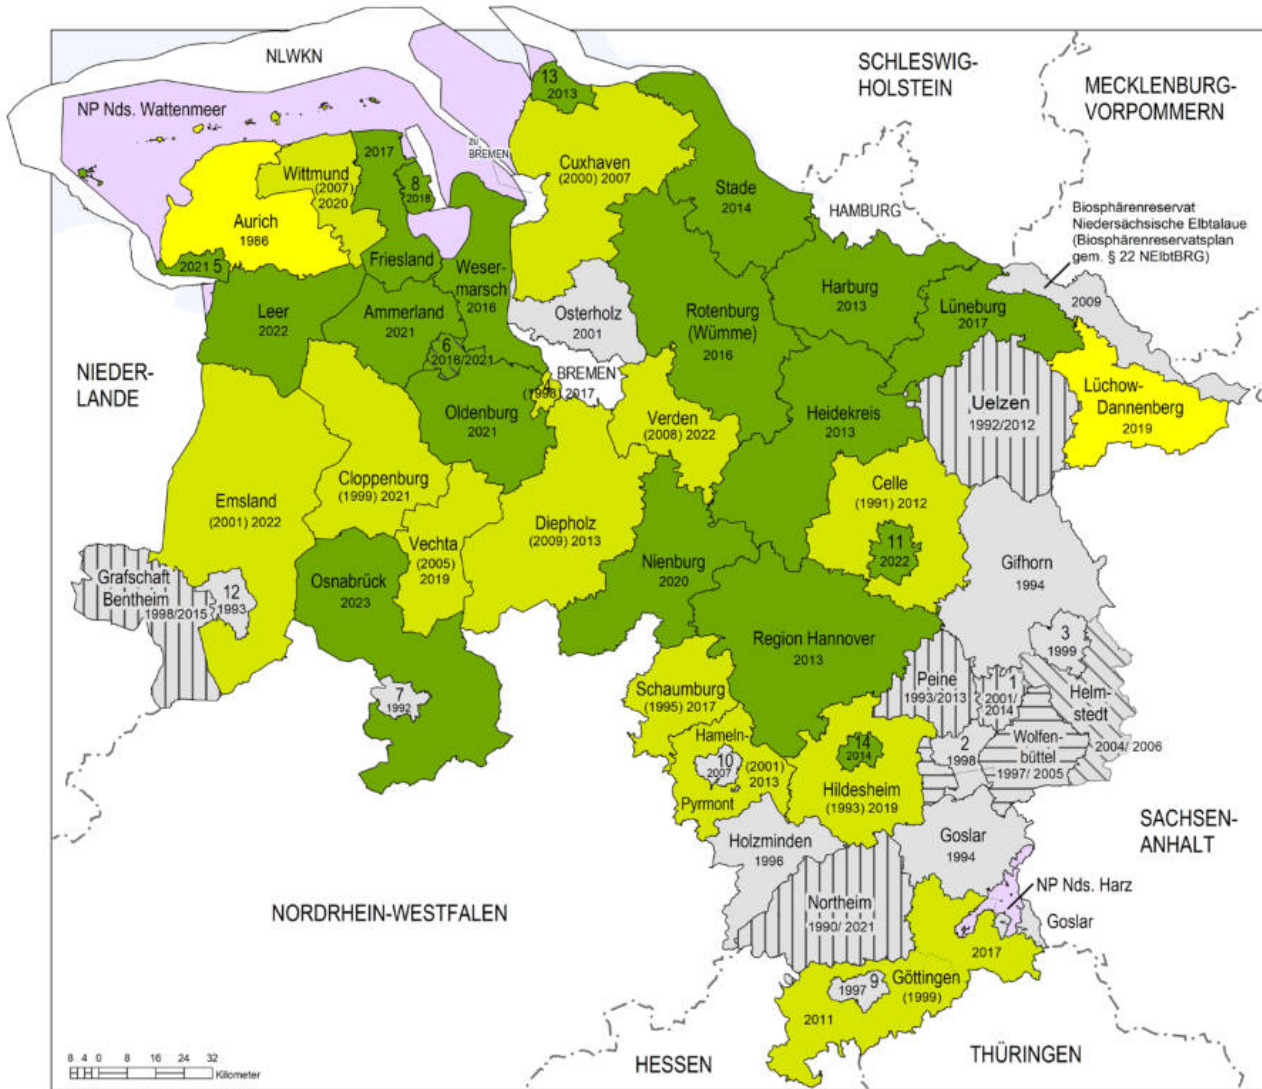 NLWKN
SCHLESWIG-
HOLSTEIN
MECKLENBURG-
VORPOMMERN
13
2013
NP Nds. Wattenmeer
zu
BREMEN
2017
Wittmund
(2007)
2020
8
2018
Cuxhaven
(2000) 2007
Stade
2014
HAMBURG
Biosphärenreservat
Niedersächsische Elbtalaue
(Biosphärenreservatsplan
gem. § 22 NElbtBRG)
Aurich
1986
2021 5
Friesland
Weser-
marsch
2016
2009
Leer
2022
Ammerland
2021
Osterholz
2001
Rotenburg
(Wümme)
2016
Harburg
2013
Lüneburg
2017
6
2016/2021
NIEDER-
LANDE
BREMEN
4
(1998) 2017
Oldenburg
2021
Verden
(2008) 2022
Heidekreis
2013
Uelzen
1992/2012
Lüchow-
Dannenberg
2019
Emsland
(2001) 2022
Cloppenburg
(1999) 2021
Vechta
(2005)
2019
Diepholz
(2009) 2013
Celle
(1991) 2012
11
2022
Nienburg
2020
Gifhorn
1994
Grafschaft
Bentheim
1998/2015
12
1993
Osnabrück
2023
Region Hannover
2013
3
1999
Peine
1993/2013
1
2001/
2014
Helm-
stedt
2004/ 2006
7
1992
Schaumburg
(1995) 2017
Hameln-
Pyrmont
(2001)
2013
10
2007
14
2014
Hildesheim
(1993) 2019
2
1998
Wolfen-
büttel
1997/ 2005
Holzminden
1996
Goslar
1994
SACHSEN-
ANHALT
NP Nds. Harz
Goslar
NORDRHEIN-WESTFALEN
Northeim
1990/ 2021
2017
Göttingen
(1999)
1997 9
2011
HESSEN
THÜRINGEN
8 4 0 8 16 24 32
Kilometer